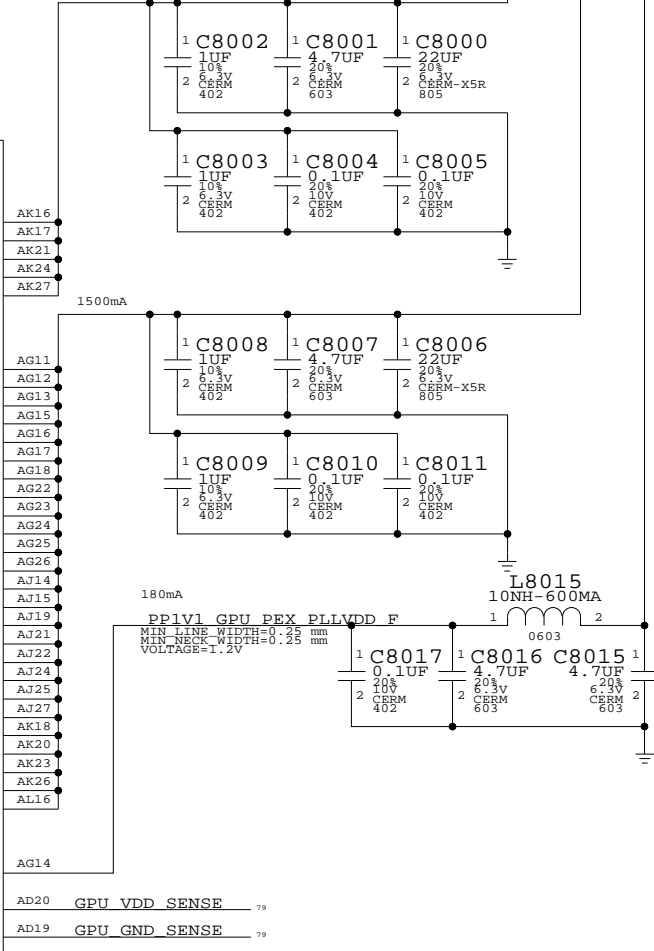 1 C8002 1 C8001 1 C8000
1UF 4.7UF 22UF
10% 20% 20%
6.3V 6.3V 6.3V
2 CERM 2 CERM 2 CERM-X5R
402 603 805
1 C8003 1 C8004 1 C8005
1UF 0.1UF 0.1UF
10% 20% 20%
6.3V 10V 10V
2 CERM 2 CERM 2 CERM
402 402 402
AK16
AK17
AK21
AK24
AK27
1500mA
1 C8008 1 C8007 1 C8006
1UF 4.7UF 22UF
10% 20% 20%
6.3V 6.3V 6.3V
2 CERM 2 CERM 2 CERM-X5R
402 603 805
1 C8009 1 C8010 1 C8011
1UF 0.1UF 0.1UF
10% 20% 20%
6.3V 10V 10V
2 CERM 2 CERM 2 CERM
402 402 402
AG11
AG12
AG13
AG15
AG16
AG17
AG18
AG22
AG23
AG24
AG25
AG26
AJ14
AJ15
AJ19
AJ21
AJ22
AJ24
AJ25
AJ27
AK18
AK20
AK23
AK26
AL16
180mA
PP1V1_GPU_PEX_PLLVDD_F
MIN_LINE_WIDTH=0.25 mm
MIN_NECK_WIDTH=0.25 mm
VOLTAGE=1.2V
L8015
10NH-600MA
1 2
0603
1 C8017 1 C8016 C8015 1
0.1UF 4.7UF 4.7UF
20% 20% 20%
10V 6.3V 6.3V
2 CERM 2 CERM CERM 2
402 603 603
AG14
AD20 GPU_VDD_SENSE 79
AD19 GPU_GND_SENSE 79